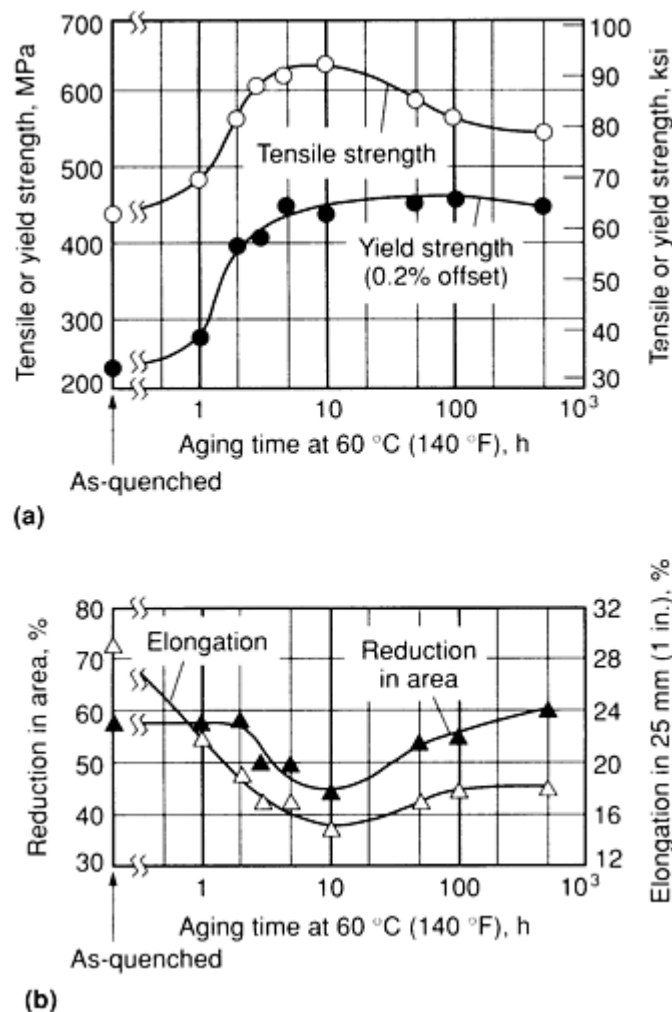 Tensile or yield strength, MPa
700
600
500
400
300
200
Tensile strength
Yield strength
(0.2% offset)
100
90
80
70
60
50
40
30
Tensile or yield strength, ksi
1 10 100 10³
Aging time at 60 °C (140 °F), h
As-quenched
(a)
Reduction in area, %
80
70
60
50
40
30
Elongation
Reduction
in area
32
28
24
20
16
12
Elongation in 25 mm (1 in.), %
1 10 100 10³
Aging time at 60 °C (140 °F), h
As-quenched
(b)